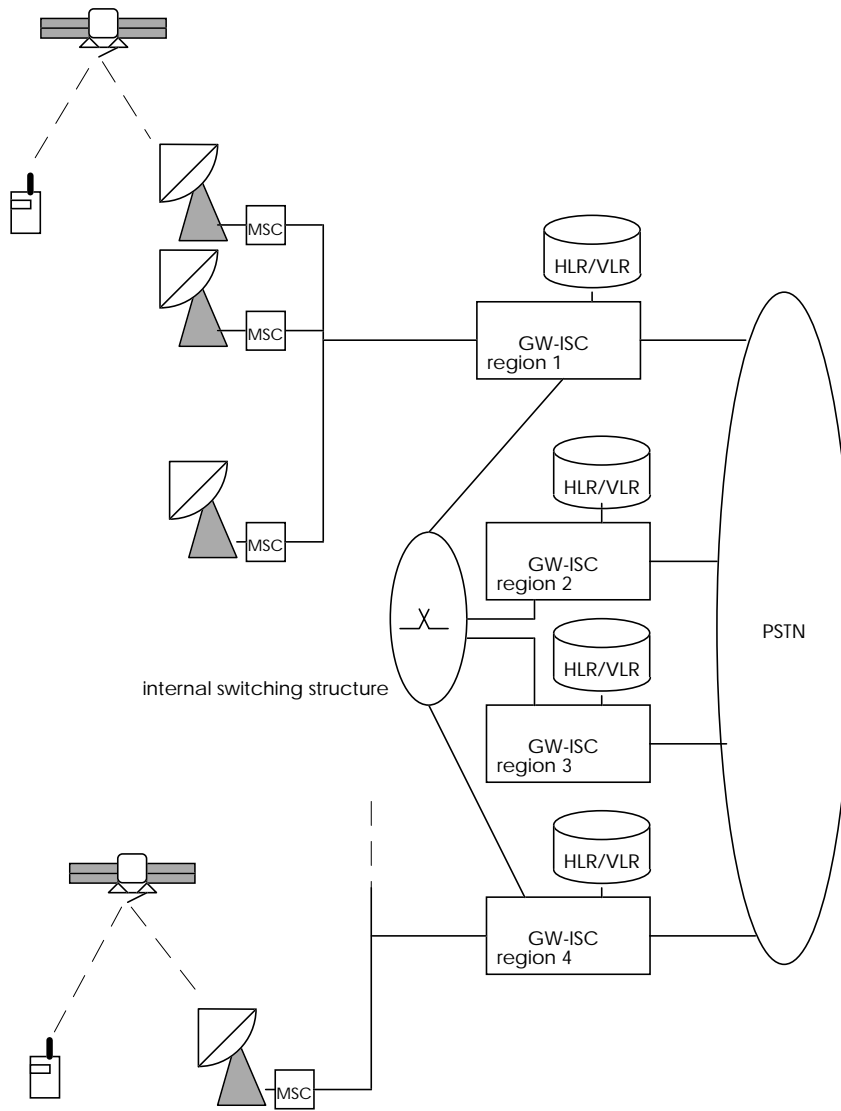 MSC
HLR/VLR
MSC
GW-ISC
region 1
HLR/VLR
MSC
GW-ISC
region 2
PSTN
HLR/VLR
internal switching structure
GW-ISC
region 3
HLR/VLR
GW-ISC
region 4
MSC